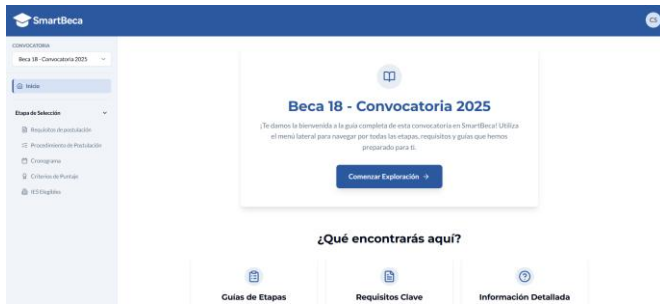 SmartBeca
CS
CONVOCATORIA
Beca 18 - Convocatoria 2025
Inicio
Etapa de Selección
Requisitos de postulación
Procedimiento de Postulación
Cronograma
Criterios de Puntaje
IES Elegibles
Beca 18 - Convocatoria 2025
¡Te damos la bienvenida a la guía completa de esta convocatoria en SmartBeca! Utiliza
el menú lateral para navegar por todas las etapas, requisitos y guías que hemos
preparado para ti.
Comenzar Exploración →
¿Qué encontrarás aquí?
Guías de Etapas
Requisitos Clave
Información Detallada